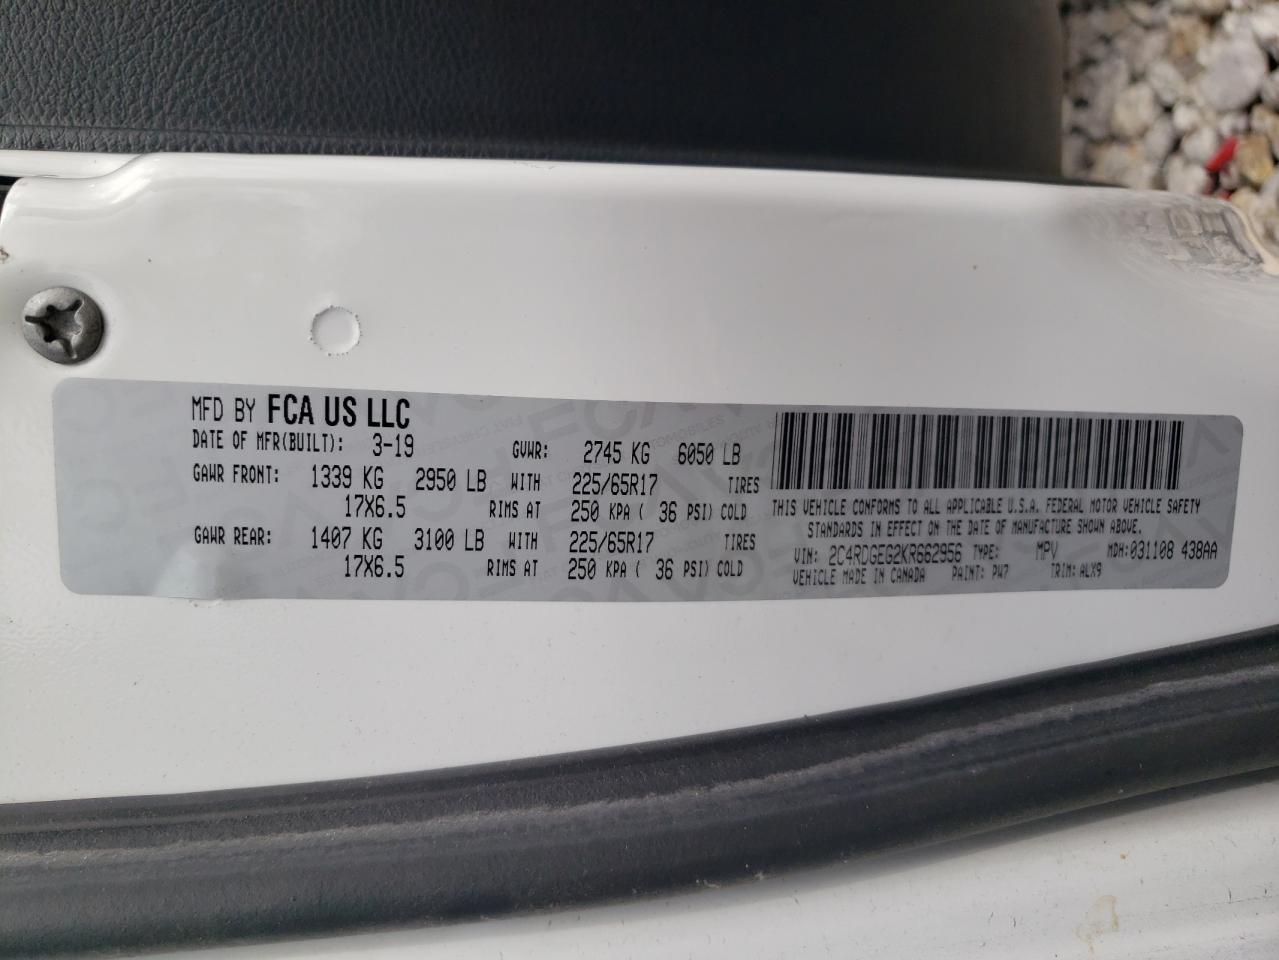 MFD BY FCA US LLC
DATE OF MFR(BUILT): 3-19 GVWR: 2745 KG 6050 LB
GAWR FRONT: 1339 KG 2950 LB WITH 225/65R17 TIRES
17X6.5 RIMS AT 250 KPA ( 36 PSI) COLD
GAWR REAR: 1407 KG 3100 LB WITH 225/65R17 TIRES
17X6.5 RIMS AT 250 KPA ( 36 PSI) COLD
THIS VEHICLE CONFORMS TO ALL APPLICABLE U.S.A. FEDERAL MOTOR VEHICLE SAFETY
STANDARDS IN EFFECT ON THE DATE OF MANUFACTURE SHOWN ABOVE.
VIN: 2C4RDGEG2KR662956 TYPE: MPV MDH:031108 438AA
VEHICLE MADE IN CANADA PAINT: PW7 TRIM: ALX9